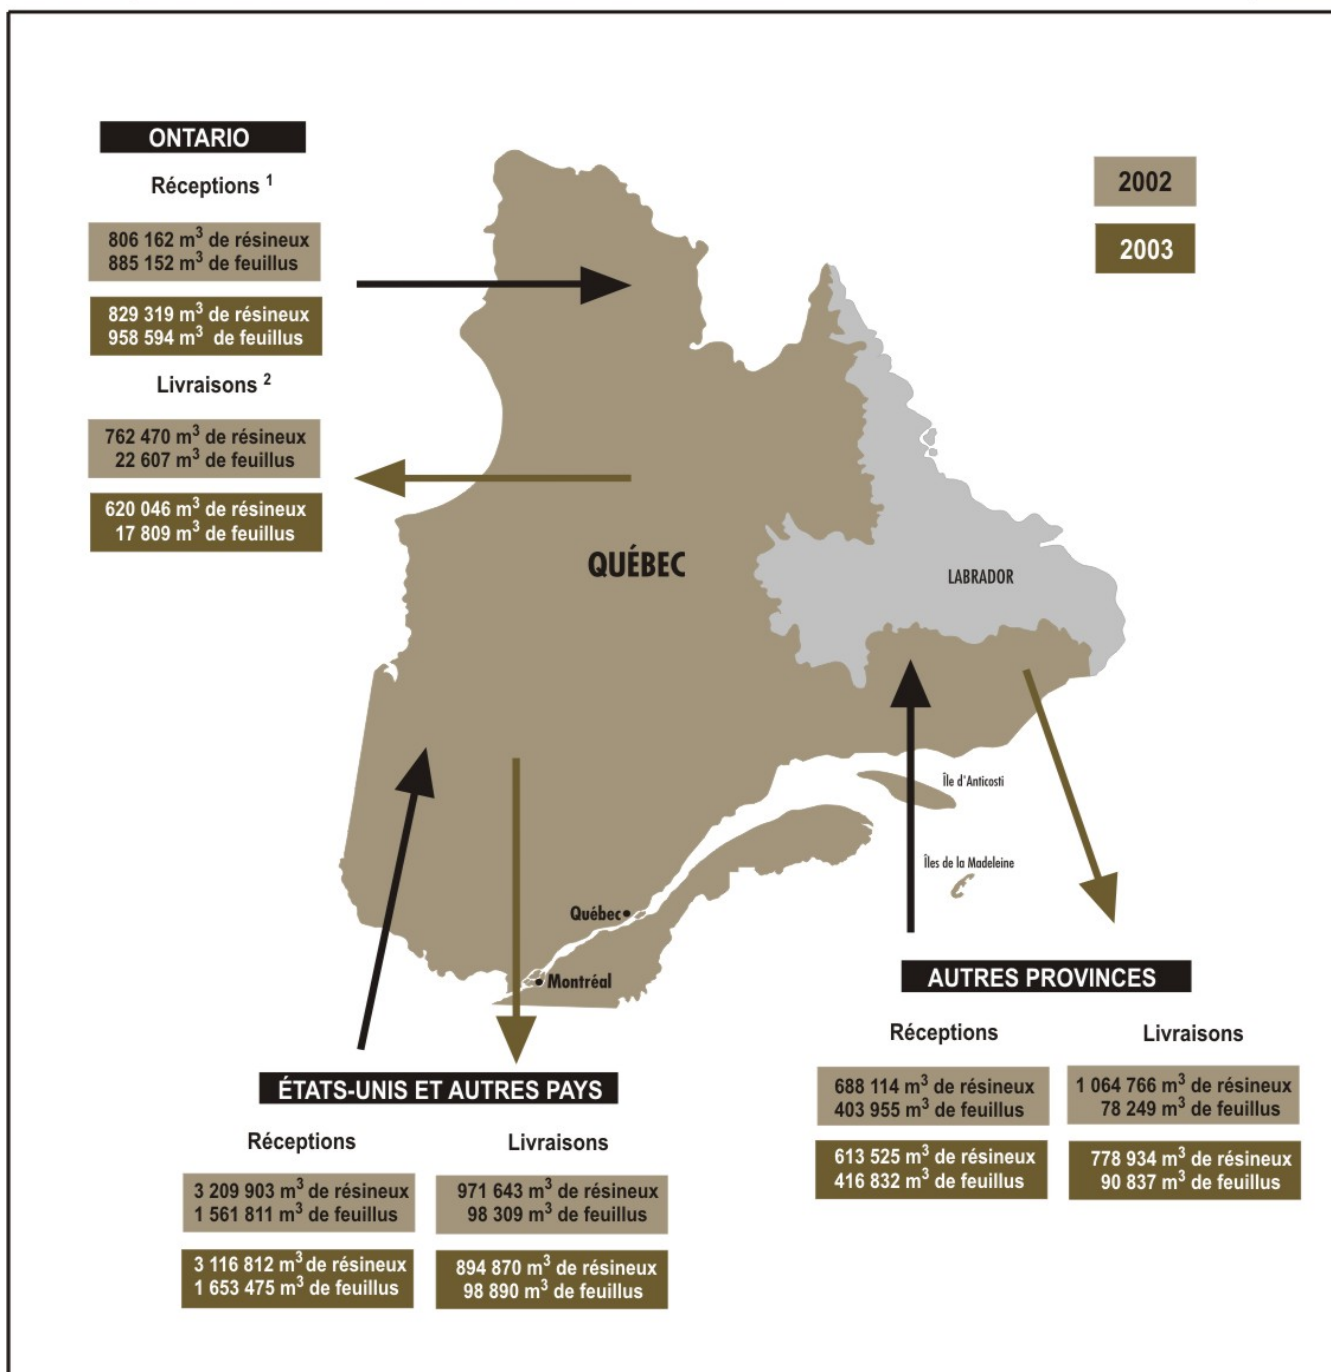 ONTARIO
Réceptions 1
806 162 m3 de résineux
885 152 m3 de feuillus
829 319 m3 de résineux
958 594 m3 de feuillus
Livraisons 2
762 470 m3 de résineux
22 607 m3 de feuillus
620 046 m3 de résineux
17 809 m3 de feuillus
2002
2003
QUÉBEC
LABRADOR
Île d'Anticosti
Îles de la Madeleine
Québec
Montréal
ÉTATS-UNIS ET AUTRES PAYS
Réceptions
3 209 903 m3 de résineux
1 561 811 m3 de feuillus
3 116 812 m3 de résineux
1 653 475 m3 de feuillus
Livraisons
971 643 m3 de résineux
98 309 m3 de feuillus
894 870 m3 de résineux
98 890 m3 de feuillus
AUTRES PROVINCES
Réceptions
688 114 m3 de résineux
403 955 m3 de feuillus
613 525 m3 de résineux
416 832 m3 de feuillus
Livraisons
1 064 766 m3 de résineux
78 249 m3 de feuillus
778 934 m3 de résineux
90 837 m3 de feuillus